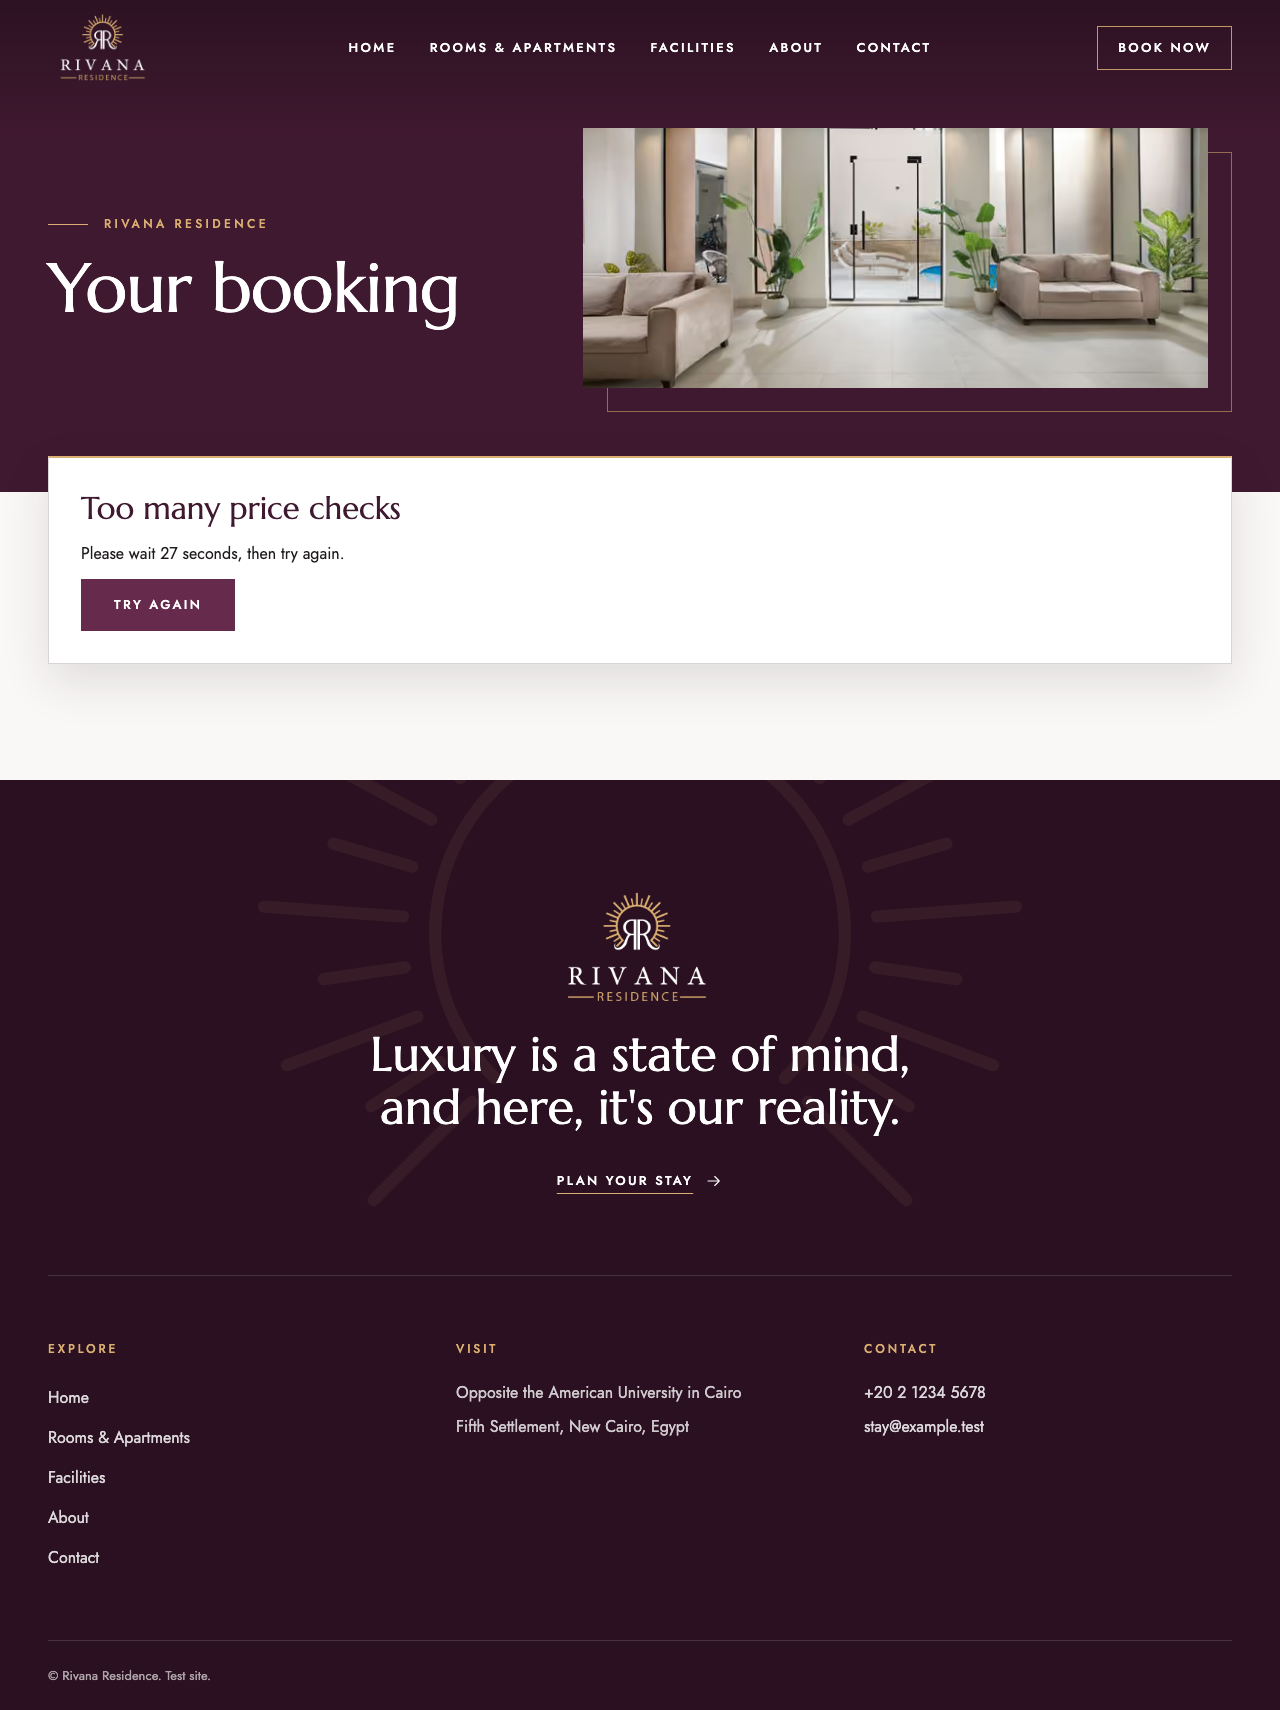 RIVANA
RESIDENCE
HOME
ROOMS & APARTMENTS
FACILITIES
ABOUT
CONTACT
BOOK NOW
RIVANA RESIDENCE
Your booking
Too many price checks
Please wait 27 seconds, then try again.
TRY AGAIN
RIVANA
RESIDENCE
Luxury is a state of mind,
and here, it's our reality.
PLAN YOUR STAY
EXPLORE
Home
Rooms & Apartments
Facilities
About
Contact
VISIT
Opposite the American University in Cairo
Fifth Settlement, New Cairo, Egypt
CONTACT
+20 2 1234 5678
stay@example.test
© Rivana Residence. Test site.